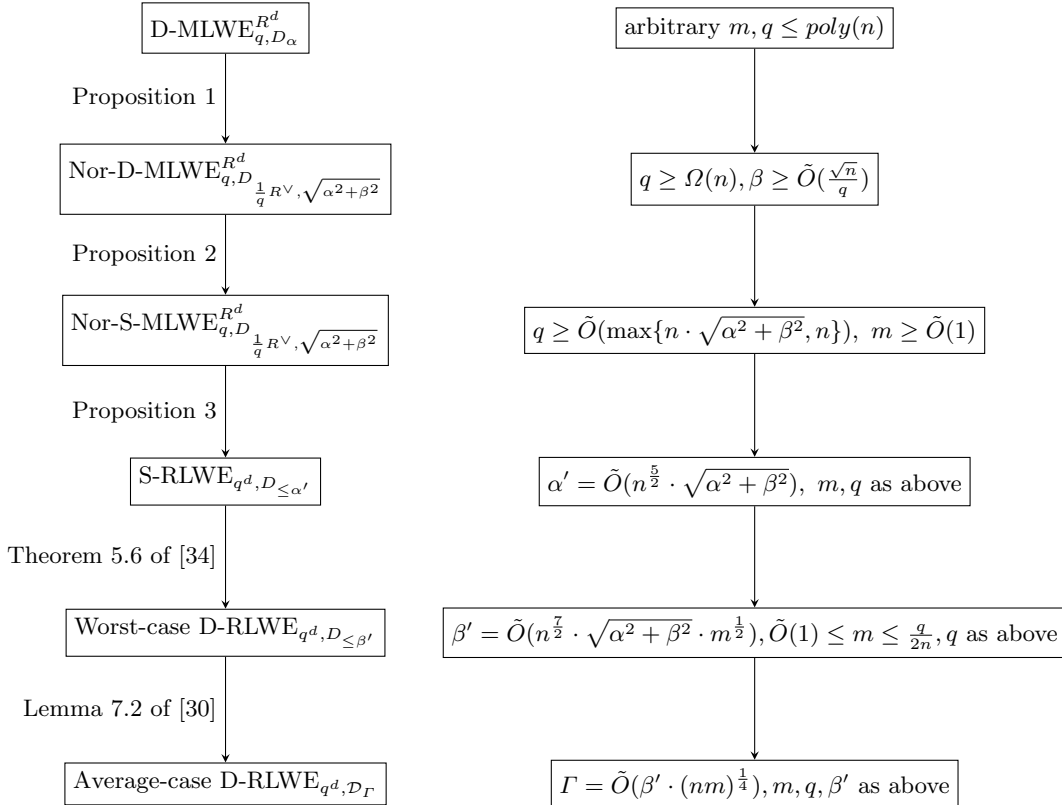 D-MLWE^{R^d}_{q,D_α}
arbitrary m, q ≤ poly(n)
Proposition 1
Nor-D-MLWE^{R^d}_{q,D_{\frac{1}{q}R^∨,\sqrt{α^2+β^2}}}
q ≥ Ω(n), β ≥ Õ(\frac{\sqrt{n}}{q})
Proposition 2
Nor-S-MLWE^{R^d}_{q,D_{\frac{1}{q}R^∨,\sqrt{α^2+β^2}}}
q ≥ Õ(max{n · \sqrt{α^2+β^2}, n}), m ≥ Õ(1)
Proposition 3
S-RLWE_{q^d,D_{≤α′}}
α′ = Õ(n^{\frac{5}{2}} · \sqrt{α^2+β^2}), m, q as above
Theorem 5.6 of [34]
Worst-case D-RLWE_{q^d,D_{≤β′}}
β′ = Õ(n^{\frac{7}{2}} · \sqrt{α^2+β^2} · m^{\frac{1}{2}}), Õ(1) ≤ m ≤ \frac{q}{2n}, q as above
Lemma 7.2 of [30]
Average-case D-RLWE_{q^d,𝒟_Γ}
Γ = Õ(β′ · (nm)^{\frac{1}{4}}), m, q, β′ as above